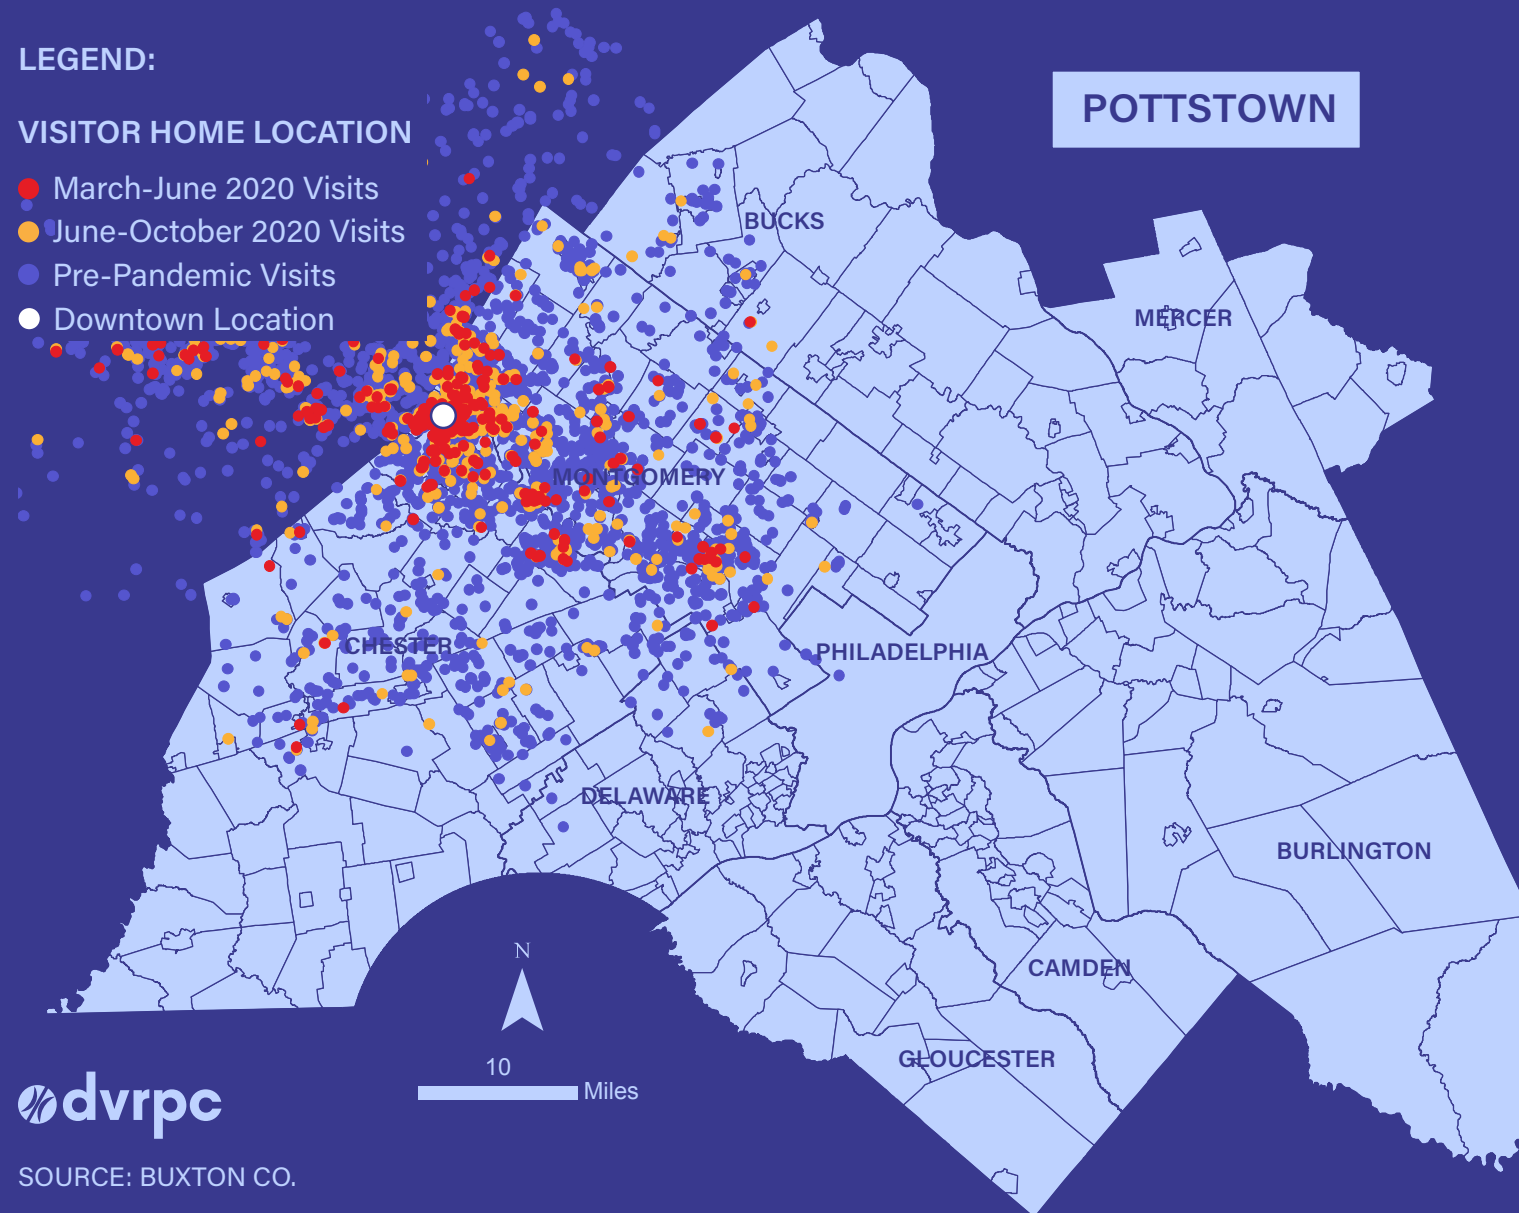 LEGEND:
VISITOR HOME LOCATION
March-June 2020 Visits
June-October 2020 Visits
Pre-Pandemic Visits
Downtown Location
POTTSTOWN
BUCKS
MERCER
MONTGOMERY
CHESTER
PHILADELPHIA
DELAWARE
BURLINGTON
CAMDEN
GLOUCESTER
N
10
Miles
dvrpc
SOURCE: BUXTON CO.